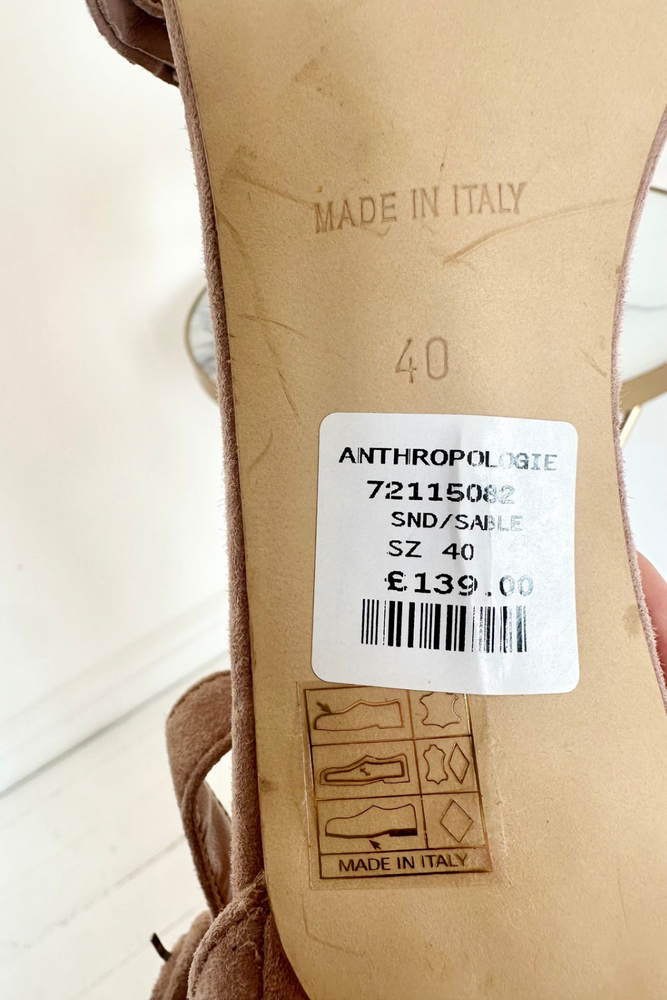 MADE IN ITALY
40
ANTHROPOLOGIE
72115082
SND/SABLE
SZ 40
£139.00
MADE IN ITALY